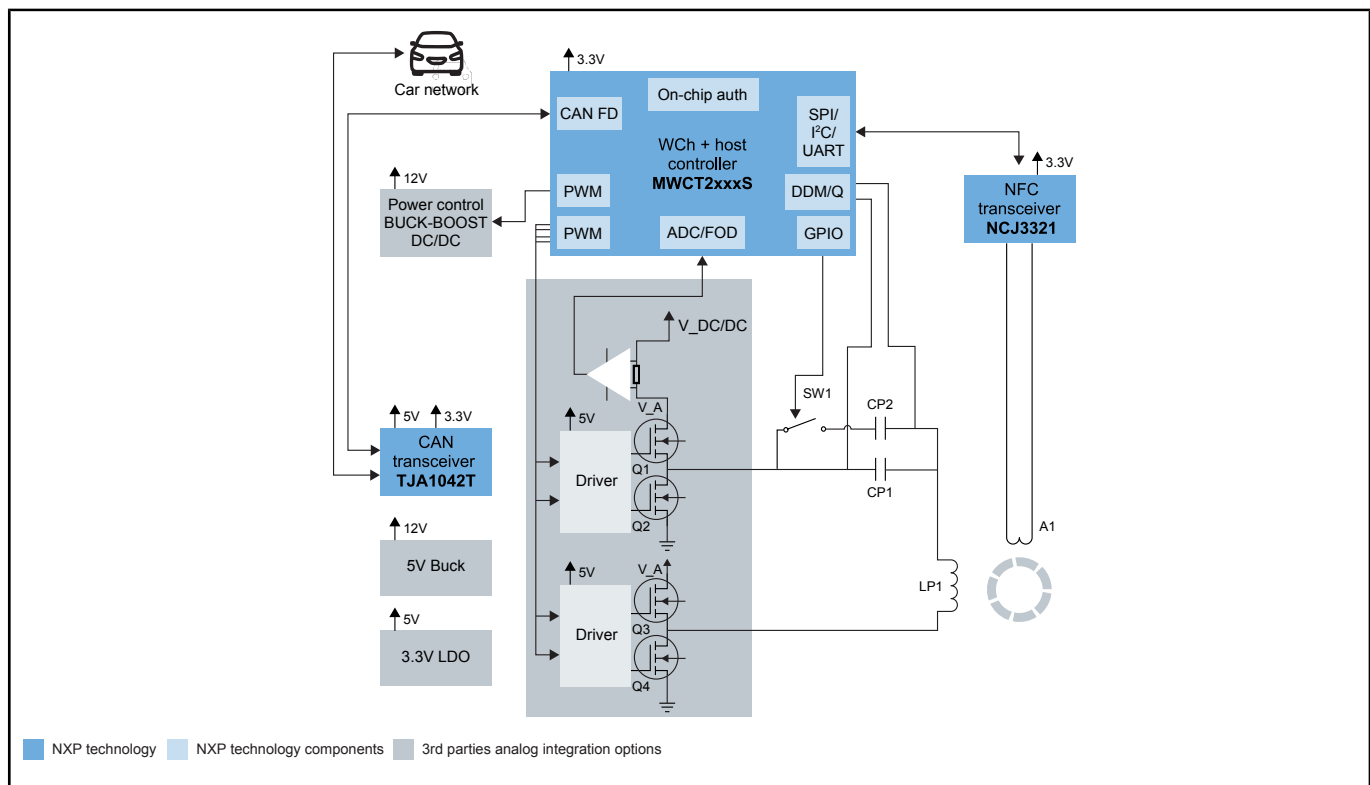 Car network
3.3V
On-chip auth
CAN FD
SPI/
I²C/
UART
WCh + host
controller
MWCT2xxxS
PWM
DDM/Q
PWM
ADC/FOD
GPIO
3.3V
NFC
transceiver
NCJ3321
12V
Power control
BUCK-BOOST
DC/DC
V_DC/DC
SW1
CP2
CP1
5V
3.3V
CAN
transceiver
TJA1042T
5V
V_A
Driver
Q1
Q2
12V
5V Buck
A1
5V
V_A
Driver
Q3
Q4
LP1
5V
3.3V LDO
NXP technology
NXP technology components
3rd parties analog integration options